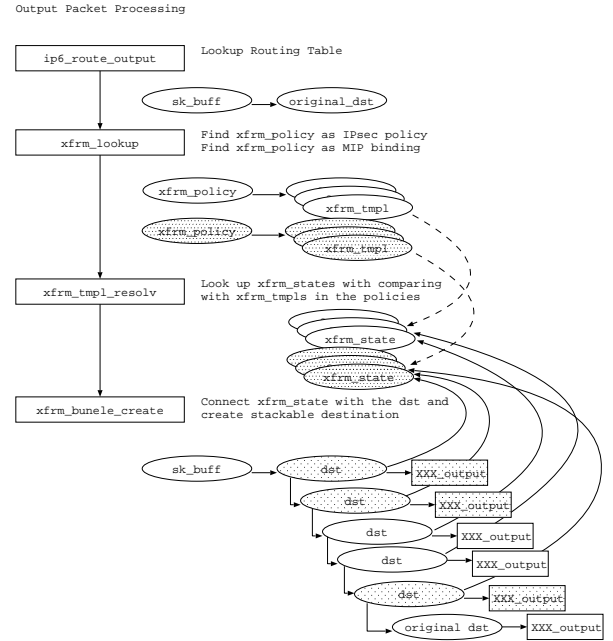 Output Packet Processing
ip6_route_output
Lookup Routing Table
sk_buff
original_dst
xfrm_lookup
Find xfrm_policy as IPsec policy
Find xfrm_policy as MIP binding
xfrm_policy
xfrm_tmpl
xfrm_policy
xfrm_tmpl
xfrm_tmpl_resolv
Look up xfrm_states with comparing
with xfrm_tmpls in the policies
xfrm_state
xfrm_state
xfrm_bunele_create
Connect xfrm_state with the dst and
create stackable destination
sk_buff
dst
XXX_output
dst
XXX_output
dst
XXX_output
dst
XXX_output
dst
XXX_output
original dst
XXX_output